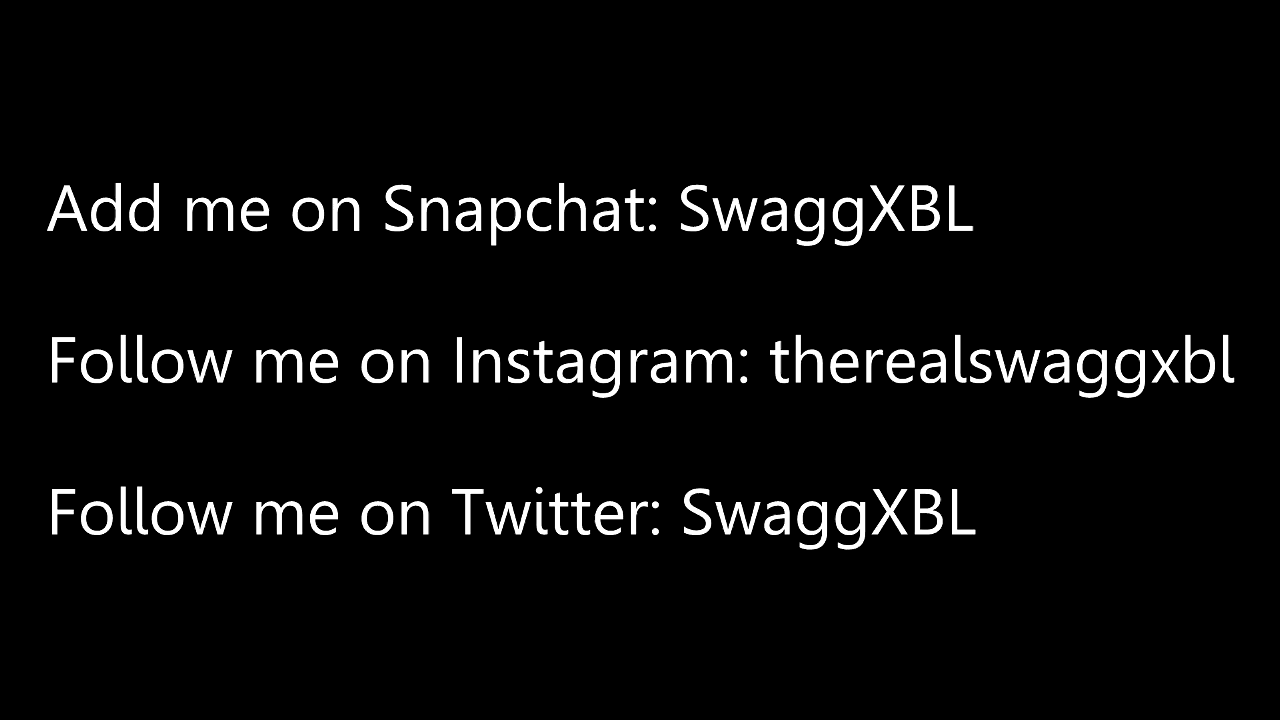 Add me on Snapchat: SwaggXBL
Follow me on Instagram: therealswaggxbl
Follow me on Twitter: SwaggXBL